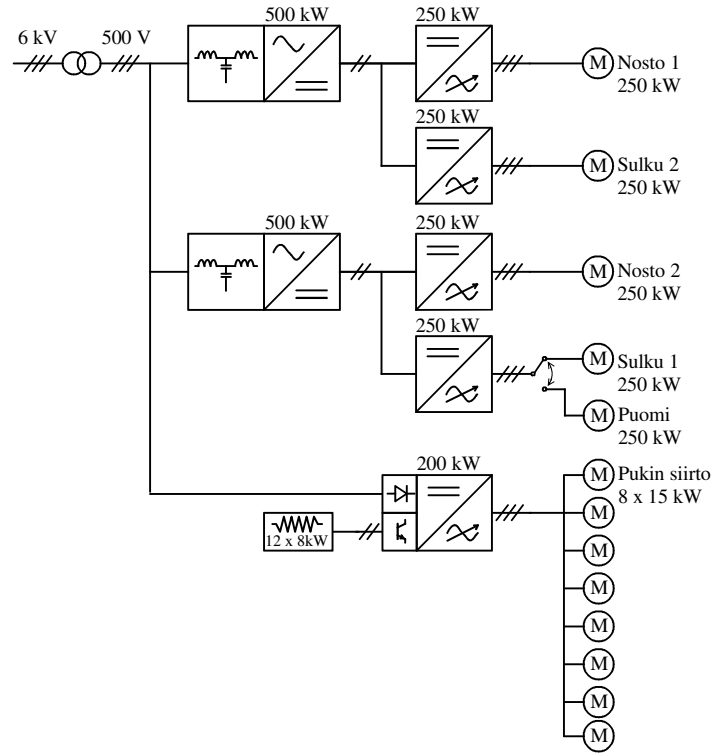 500 kW
250 kW
6 kV
500 V
M
Nosto 1
250 kW
250 kW
M
Sulku 2
250 kW
500 kW
250 kW
M
Nosto 2
250 kW
250 kW
M
Sulku 1
250 kW
M
Puomi
250 kW
200 kW
M
Pukin siirto
8 x 15 kW
M
12 x 8kW
M
M
M
M
M
M